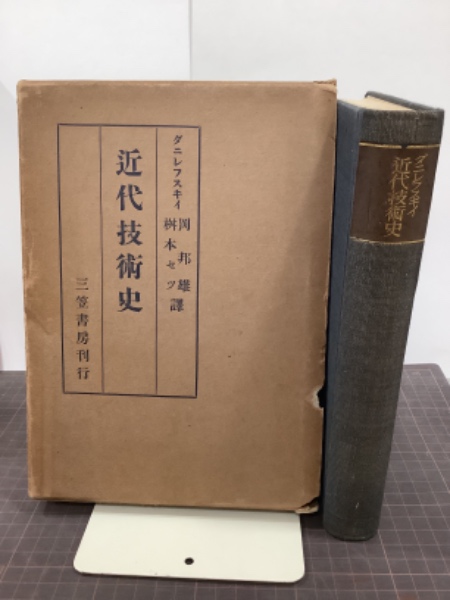 ダニレフスキイ
岡邦雄
桝本セツ譯
近代技術史
三笠書房刊行
ダニレフスキイ
近代技術史